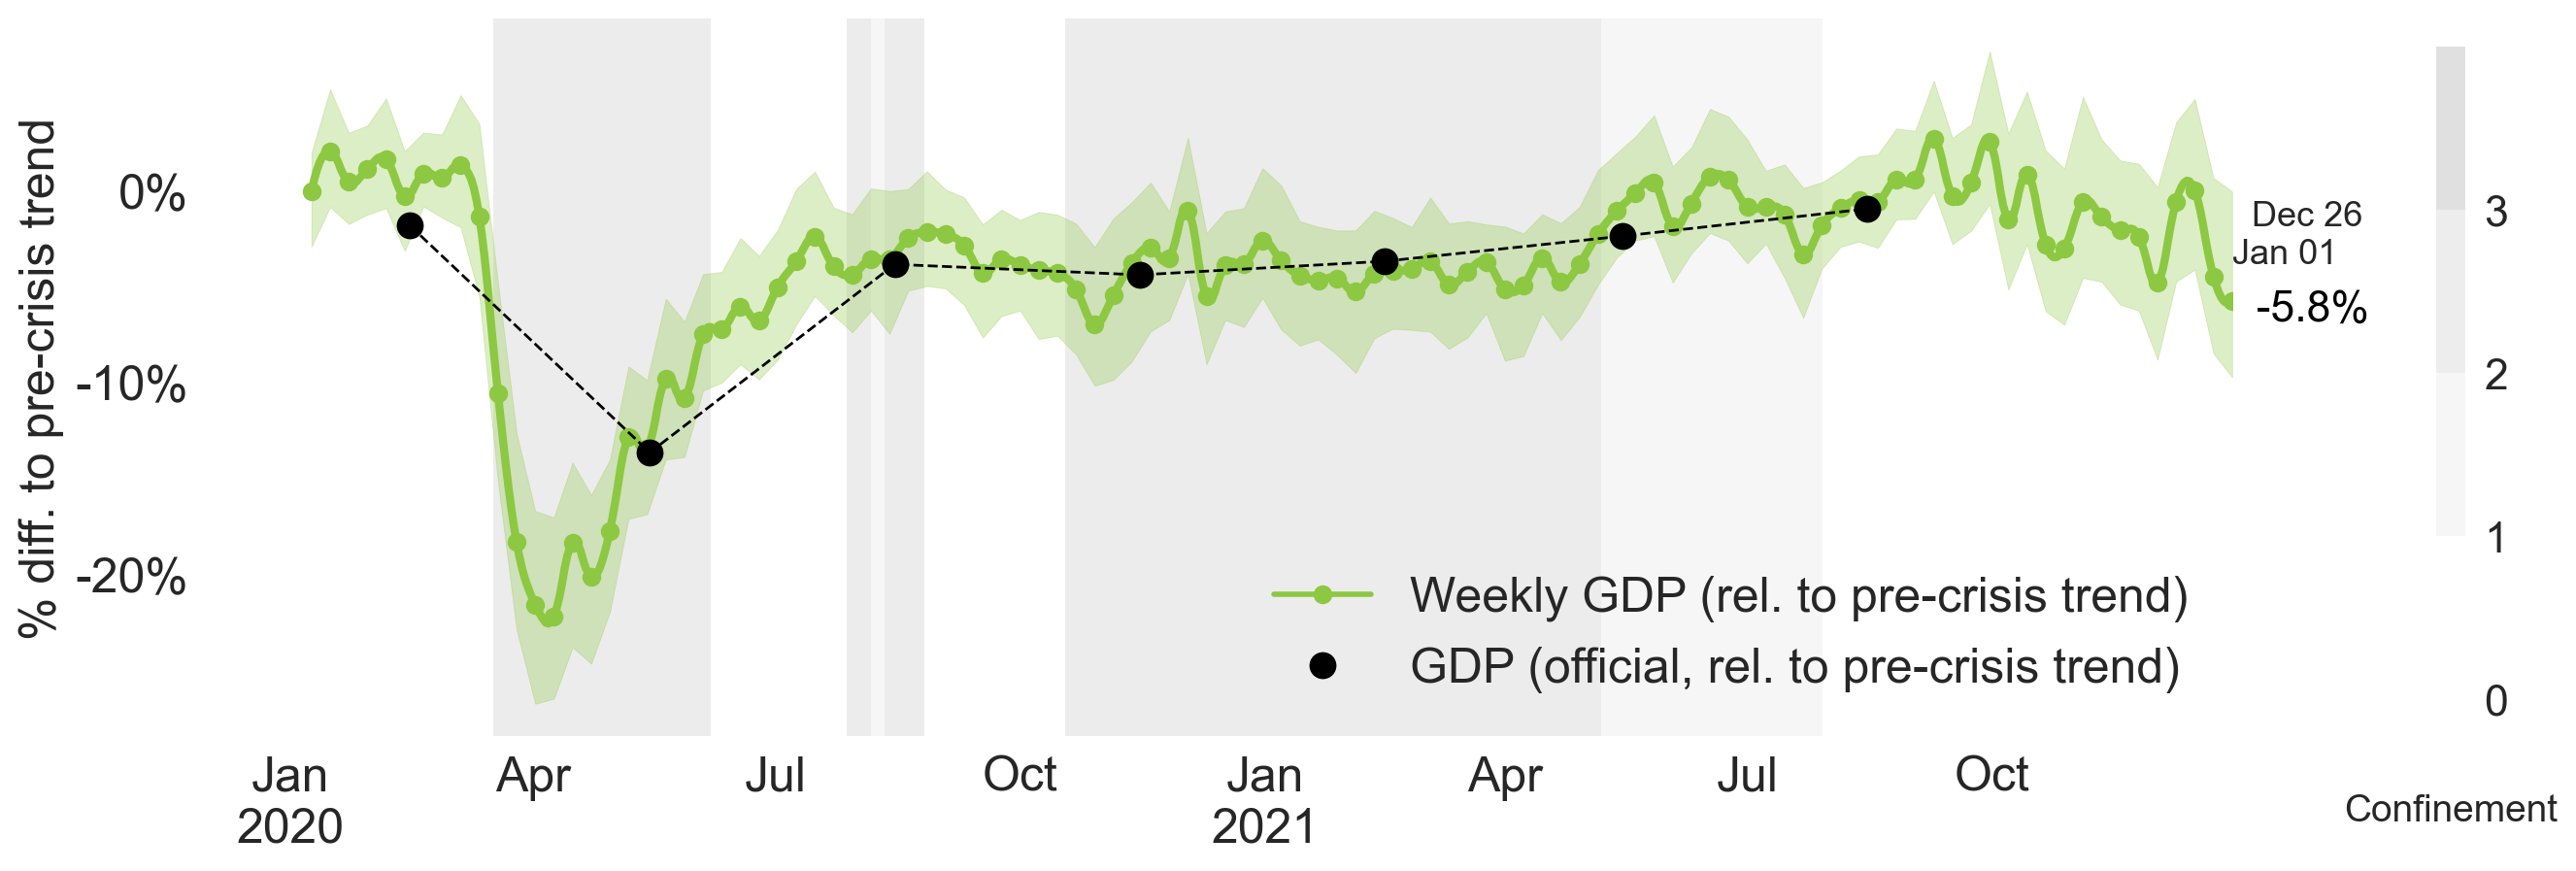 % diff. to pre-crisis trend
0%
-10%
-20%
Dec 26
Jan 01
-5.8%
3
2
1
0
Weekly GDP (rel. to pre-crisis trend)
GDP (official, rel. to pre-crisis trend)
Jan Apr Jul Oct Jan Apr Jul Oct
2020 2021
Confinement